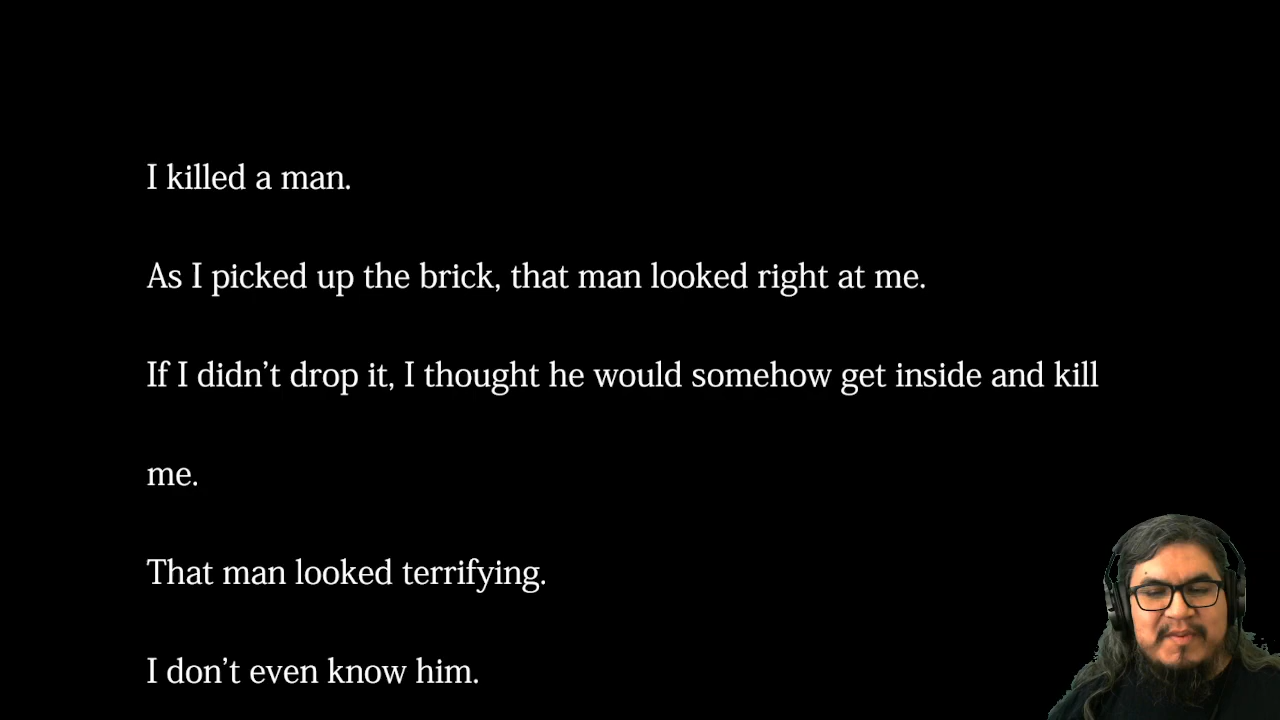 I killed a man.
As I picked up the brick, that man looked right at me.
If I didn’t drop it, I thought he would somehow get inside and kill
me.
That man looked terrifying.
I don’t even know him.